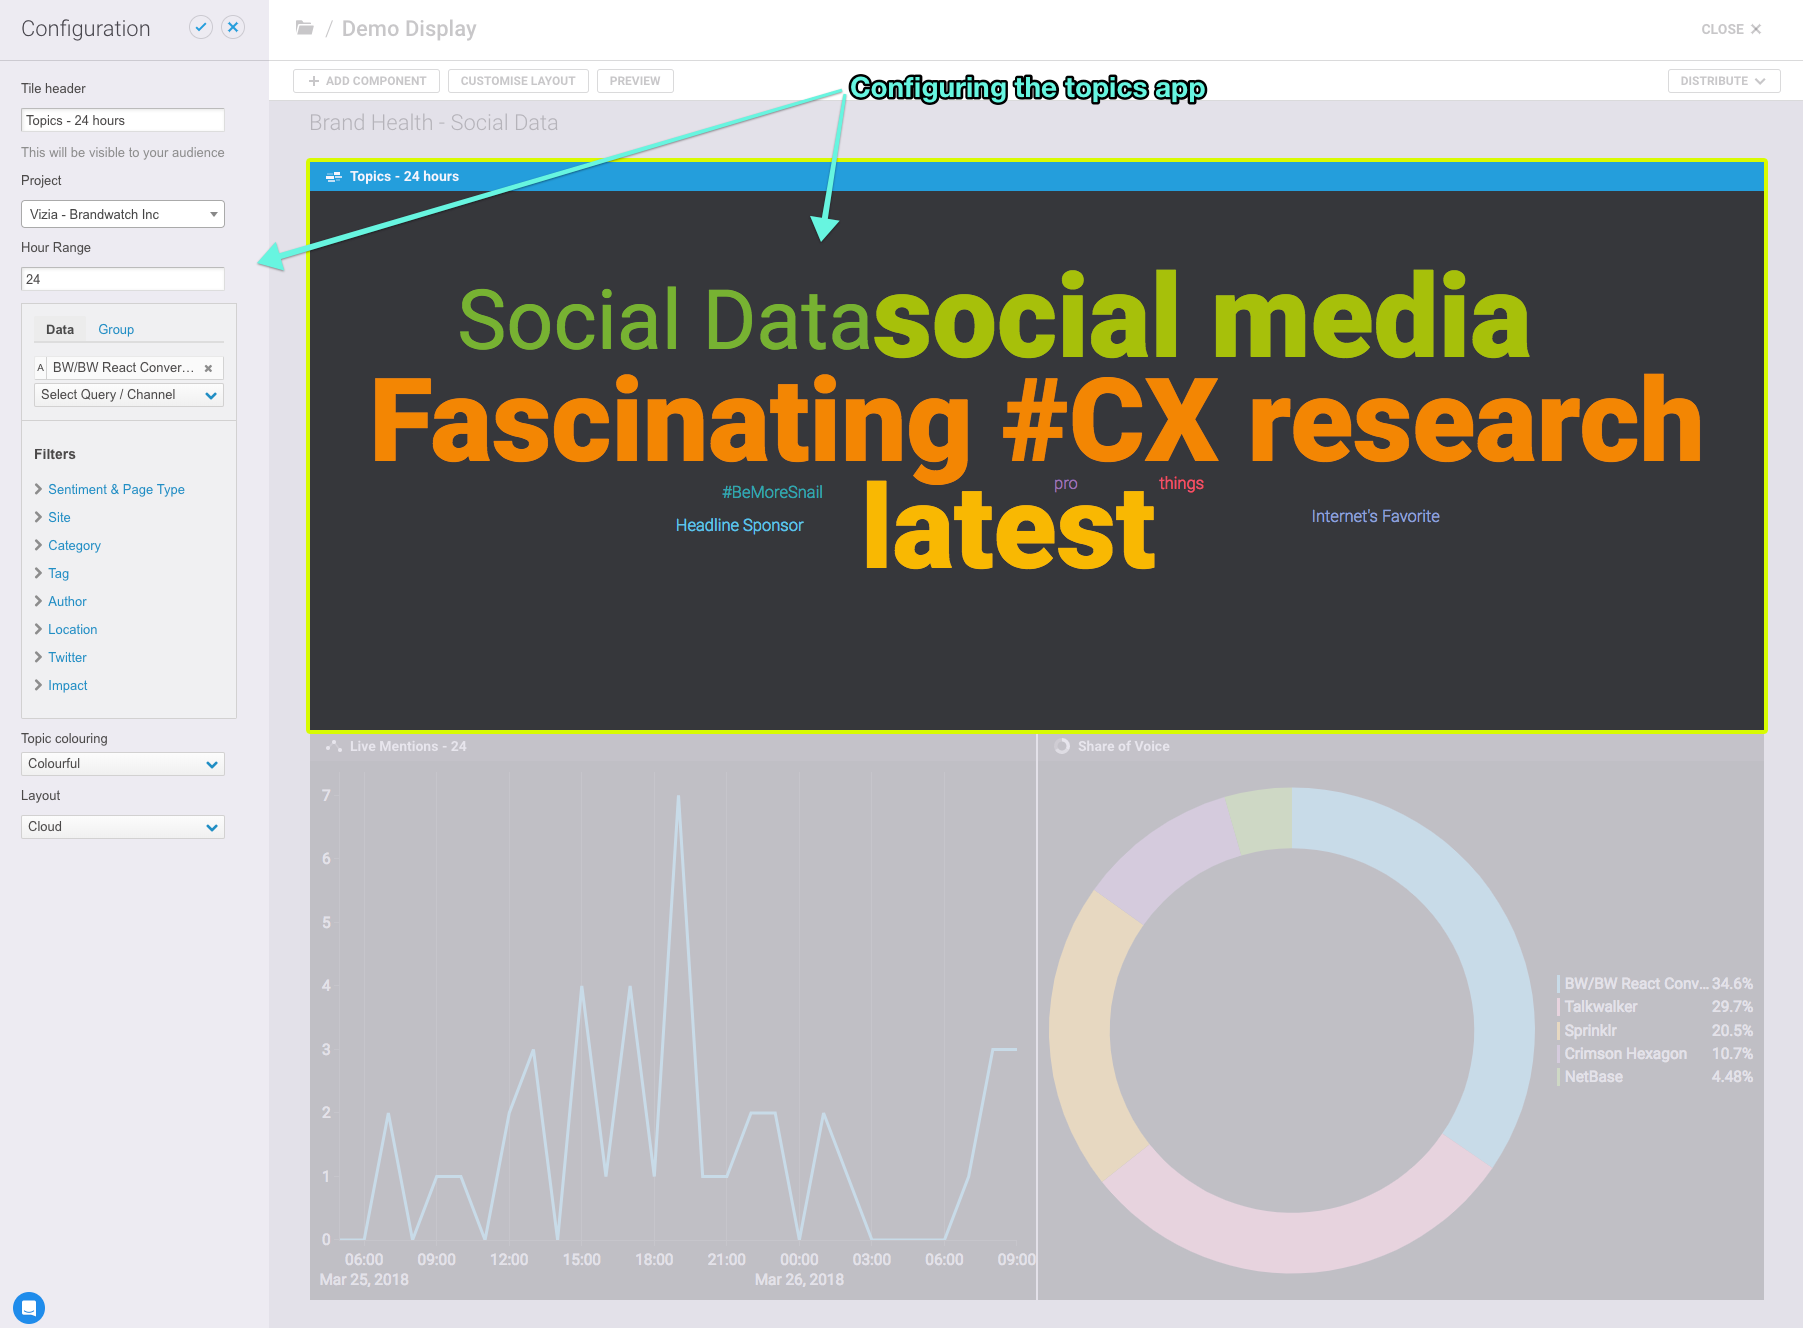 Configuration
Tile header
Topics - 24 hours
This will be visible to your audience
Project
Vizia - Brandwatch Inc
Hour Range
24
Data Group
A BW/BW React Conver...
Select Query / Channel
Filters
Sentiment & Page Type
Site
Category
Tag
Author
Location
Twitter
Impact
Topic colouring
Colourful
Layout
Cloud
/ Demo Display
CLOSE
ADD COMPONENT CUSTOMISE LAYOUT PREVIEW
Configuring the topics app
DISTRIBUTE
Brand Health - Social Data
Topics - 24 hours
Social Data social media
Fascinating #CX research
#BeMoreSnail pro things
Headline Sponsor latest Internet's Favorite
Live Mentions - 24
7
6
5
4
3
2
1
0
06:00 09:00 12:00 15:00 18:00 21:00 00:00 03:00 06:00 09:00
Mar 25, 2018 Mar 26, 2018
Share of Voice
BW/BW React Conv... 34.6%
Talkwalker 29.7%
Sprinklr 20.5%
Crimson Hexagon 10.7%
NetBase 4.48%